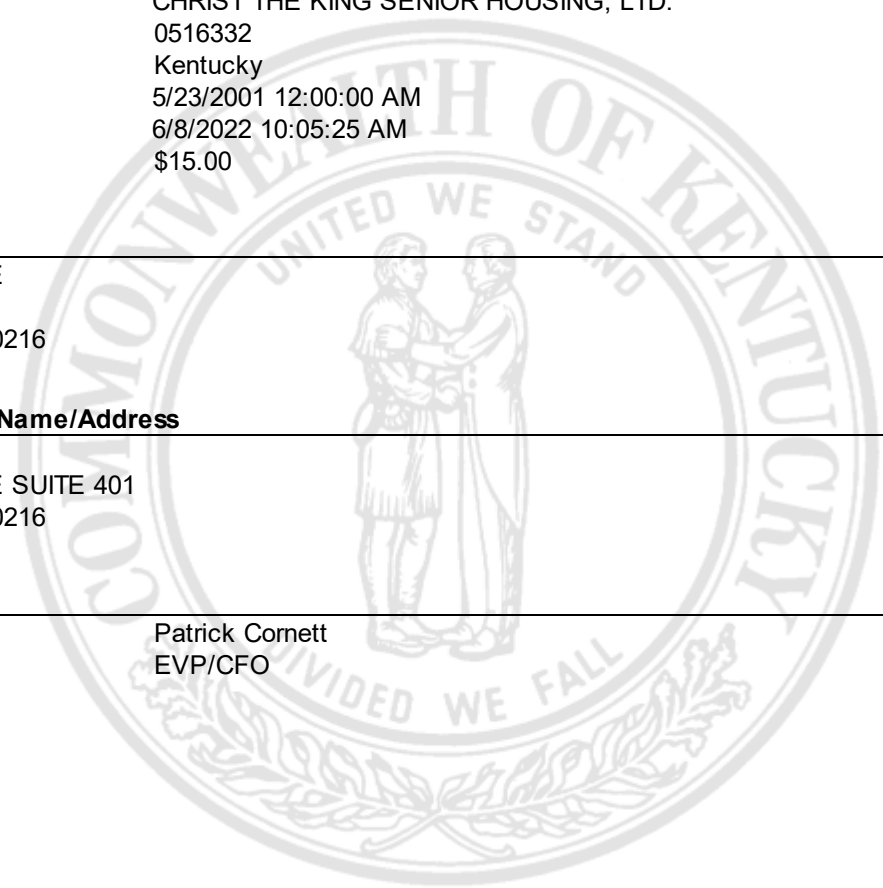 CHRIST THE KING SENIOR HOUSING, LTD.
0516332
Kentucky
5/23/2001 12:00:00 AM
6/8/2022 10:05:25 AM
$15.00
COMMONWEALTH OF KENTUCKY
UNITED WE STAND
DIVIDED WE FALL
E
0216
Name/Address
E SUITE 401
0216
Patrick Cornett
EVP/CFO